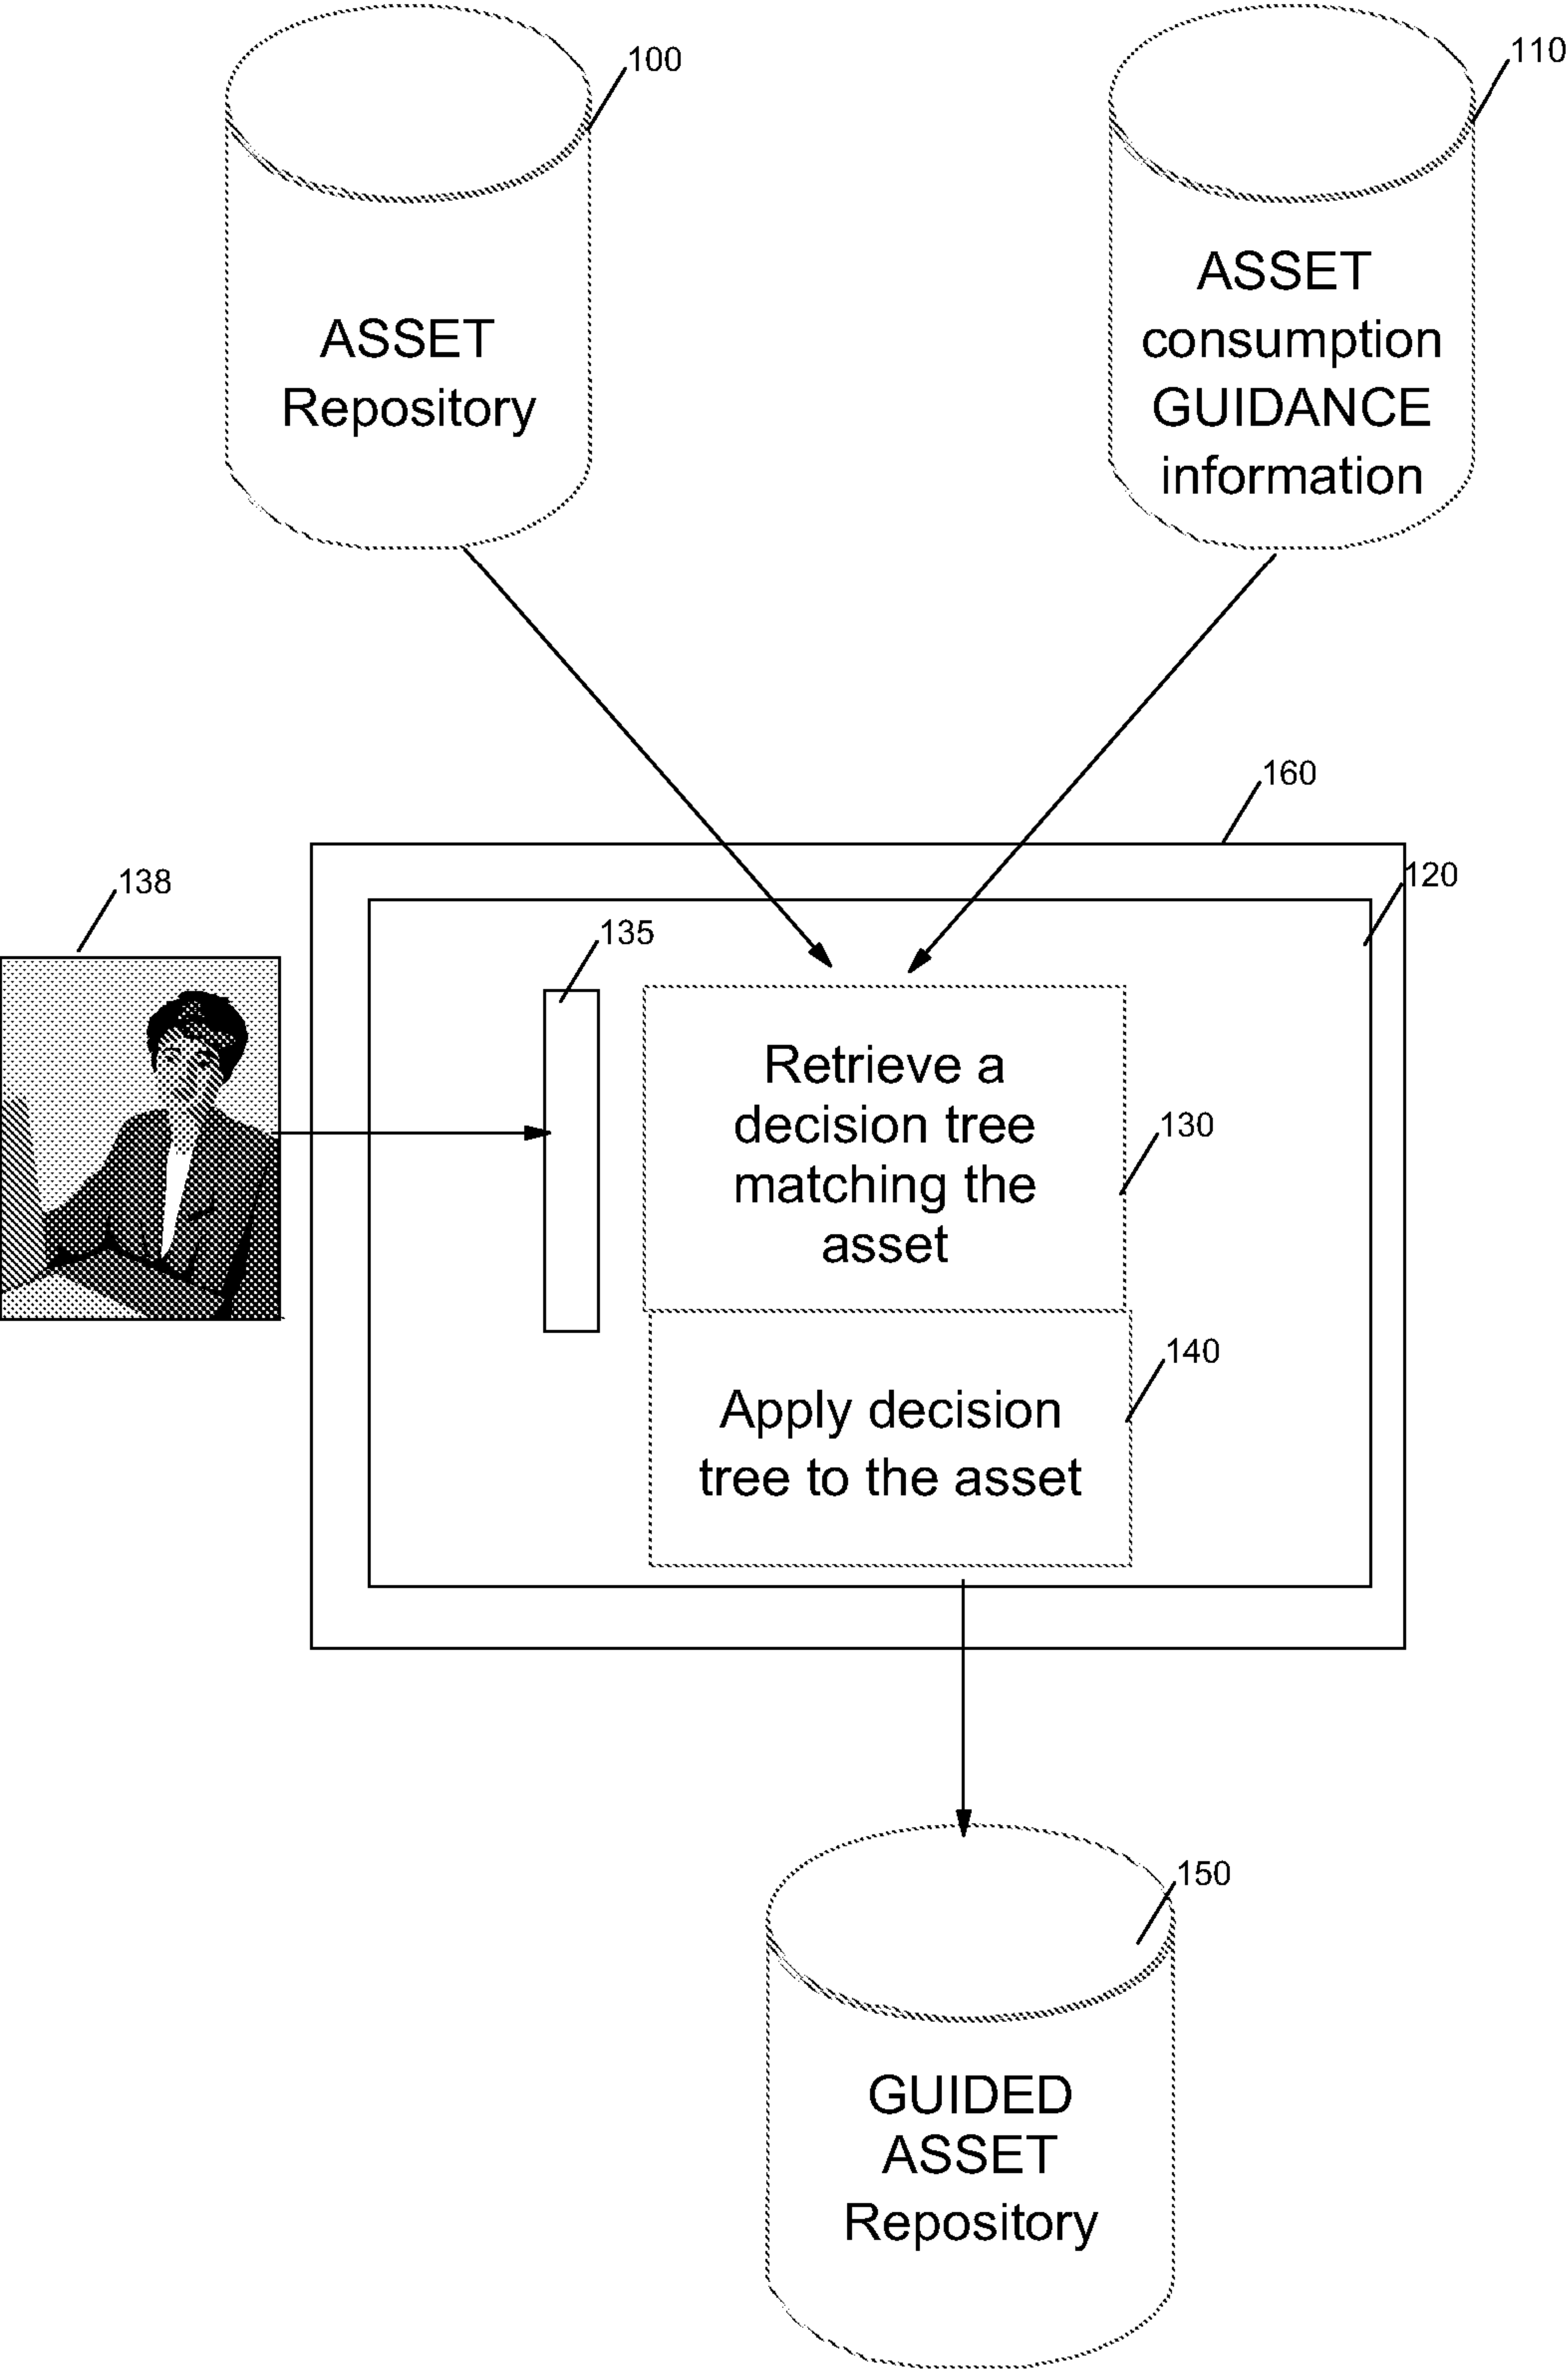 100
110
ASSET
Repository
ASSET
consumption
GUIDANCE
information
160
138
120
135
Retrieve a
decision tree
matching the
asset
130
140
Apply decision
tree to the asset
150
GUIDED
ASSET
Repository